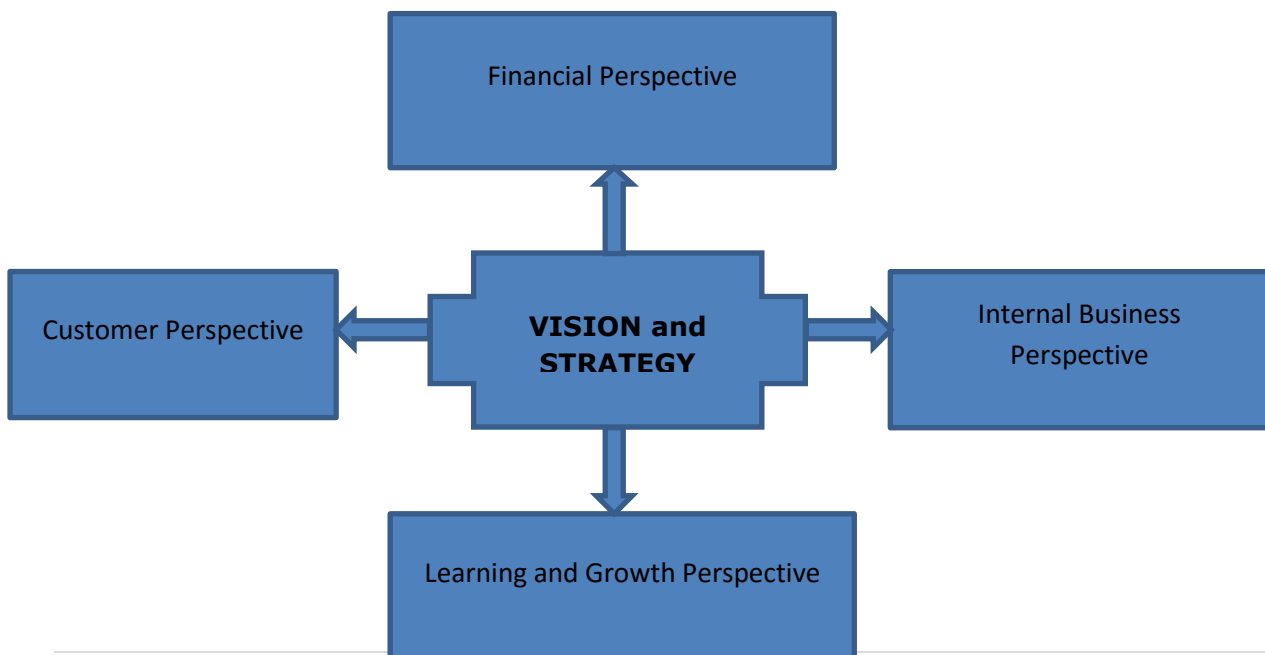 Financial Perspective
Customer Perspective
VISION and
STRATEGY
Internal Business
Perspective
Learning and Growth Perspective